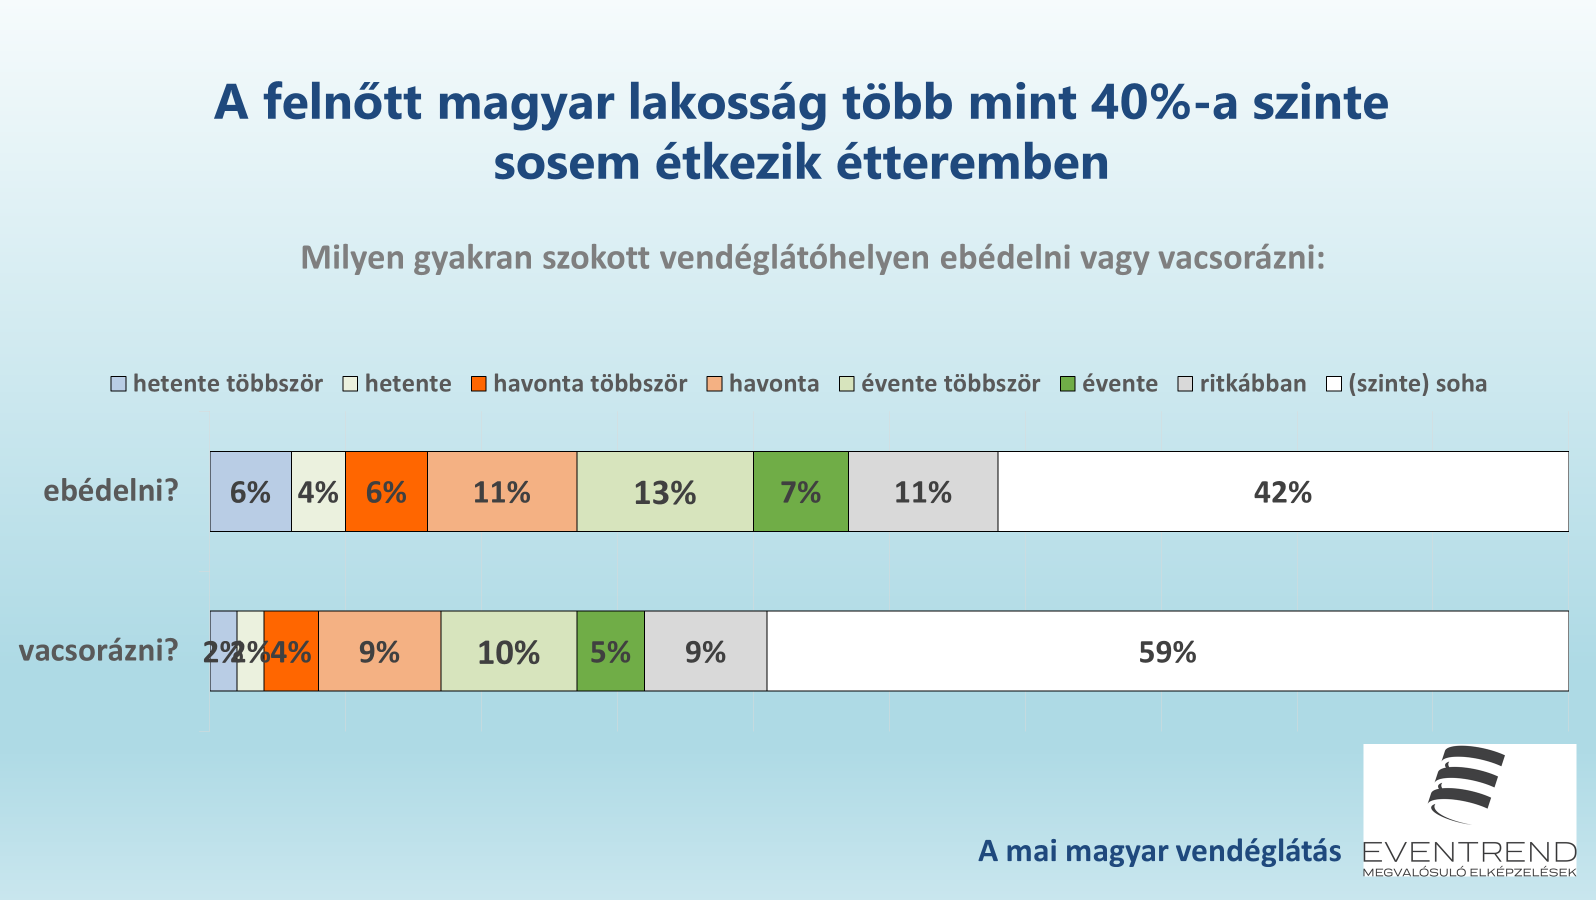 A felnőtt magyar lakosság több mint 40%-a szinte
sosem étkezik étteremben
Milyen gyakran szokott vendéglátóhelyen ebédelni vagy vacsorázni:
hetente többször hetente havonta többször havonta évente többször évente ritkábban (szinte) soha
ebédelni? 6% 4% 6% 11% 13% 7% 11% 42%
vacsorázni? 2% 2% 4% 9% 10% 5% 9% 59%
A mai magyar vendéglátás
EVENTREND
MEGVALÓSULÓ ELKÉPZELÉSEK